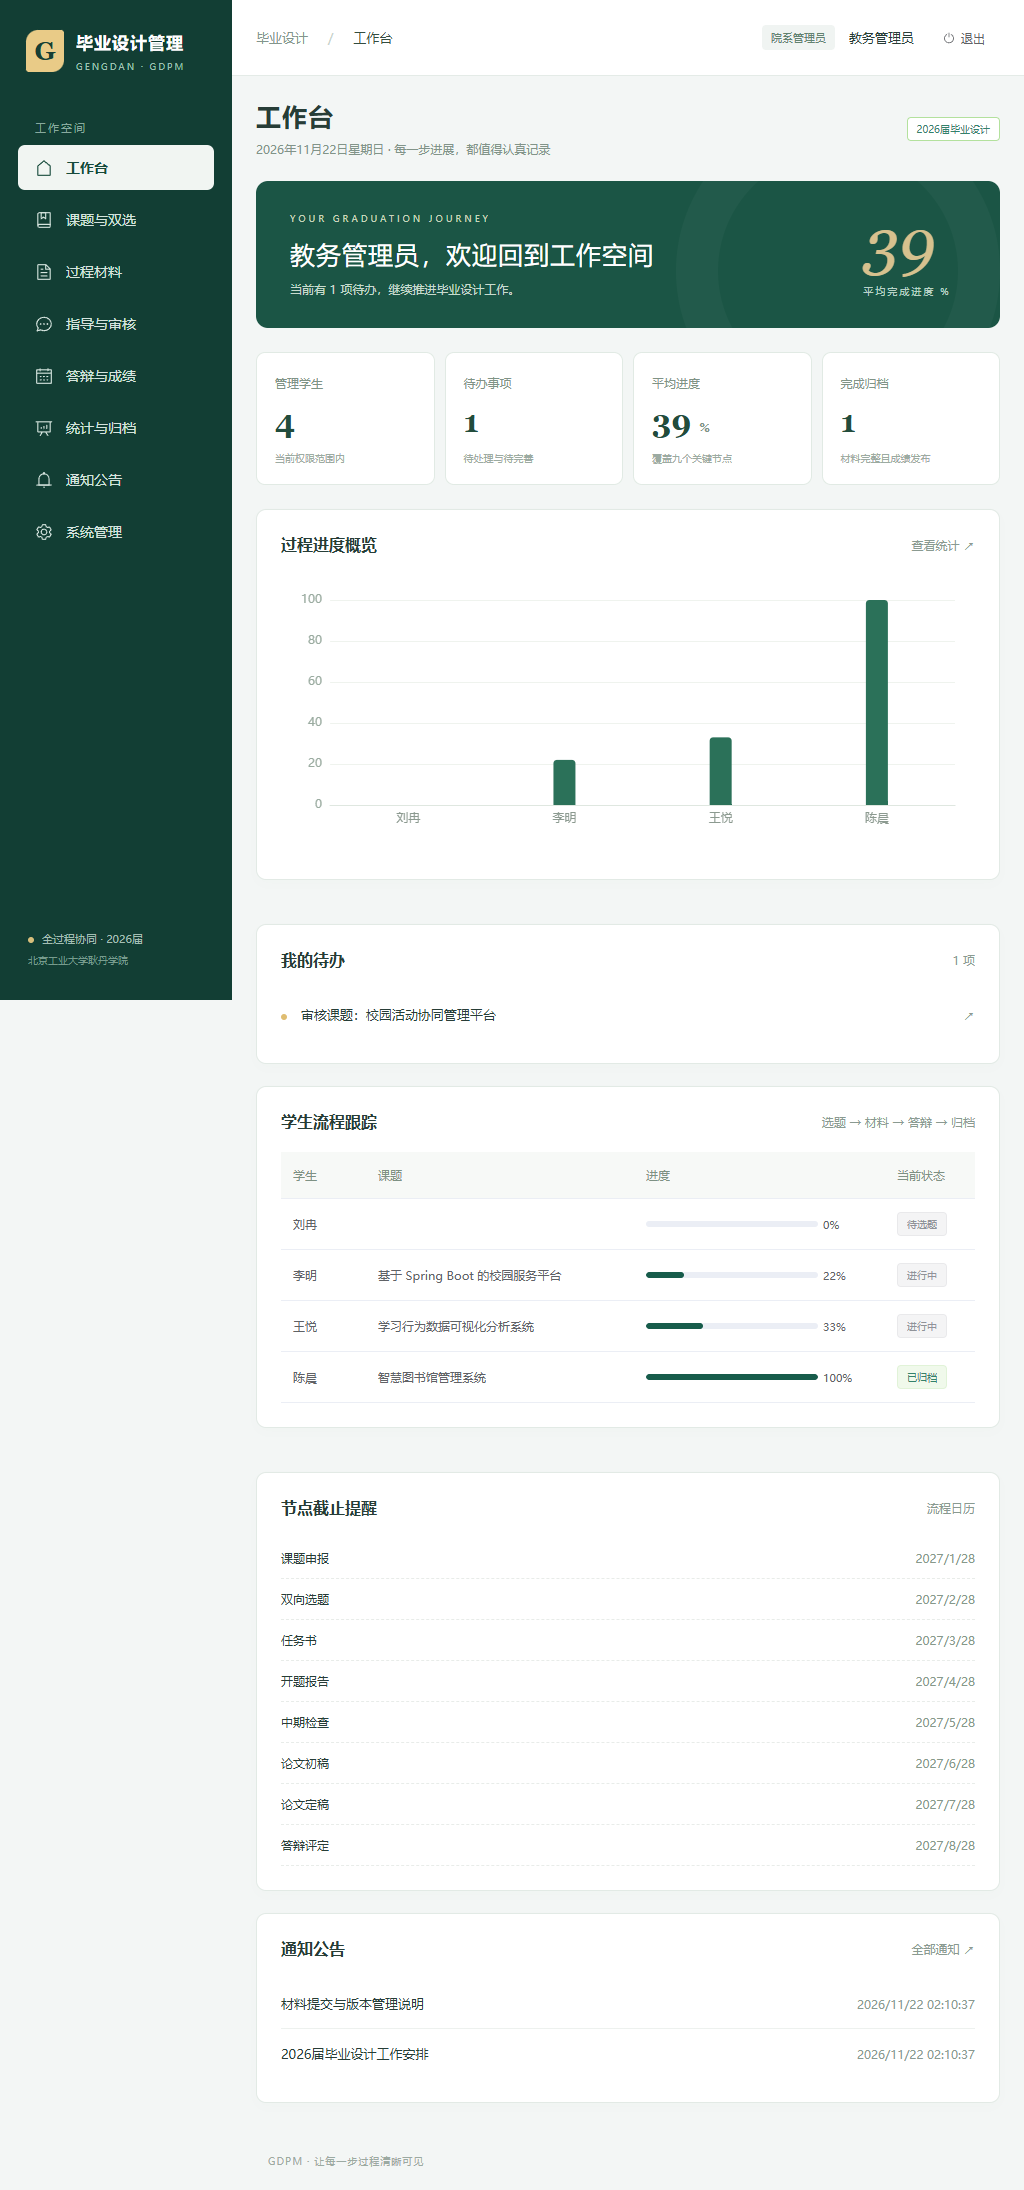 G
毕业设计管理
GENGDAN · GDPM
工作空间
工作台
课题与双选
过程材料
指导与审核
答辩与成绩
统计与归档
通知公告
系统管理
全过程协同 · 2026届
北京工业大学耿丹学院
毕业设计 / 工作台
院系管理员 教务管理员 退出
工作台
2026年11月22日星期日 · 每一步进展，都值得认真记录
2026届毕业设计
YOUR GRADUATION JOURNEY
教务管理员，欢迎回到工作空间
当前有 1 项待办，继续推进毕业设计工作。
39
平均完成进度 %
管理学生
4
当前权限范围内
待办事项
1
待处理与待完善
平均进度
39 %
覆盖九个关键节点
完成归档
1
材料完整且成绩发布
过程进度概览 查看统计 ↗
100
80
60
40
20
0
刘冉 李明 王悦 陈晨
我的待办 1 项
审核课题：校园活动协同管理平台 ↗
学生流程跟踪 选题 → 材料 → 答辩 → 归档
学生 课题 进度 当前状态
刘冉 0% 待选题
李明 基于 Spring Boot 的校园服务平台 22% 进行中
王悦 学习行为数据可视化分析系统 33% 进行中
陈晨 智慧图书馆管理系统 100% 已归档
节点截止提醒 流程日历
课题申报 2027/1/28
双向选题 2027/2/28
任务书 2027/3/28
开题报告 2027/4/28
中期检查 2027/5/28
论文初稿 2027/6/28
论文定稿 2027/7/28
答辩评定 2027/8/28
通知公告 全部通知 ↗
材料提交与版本管理说明 2026/11/22 02:10:37
2026届毕业设计工作安排 2026/11/22 02:10:37
GDPM · 让每一步过程清晰可见